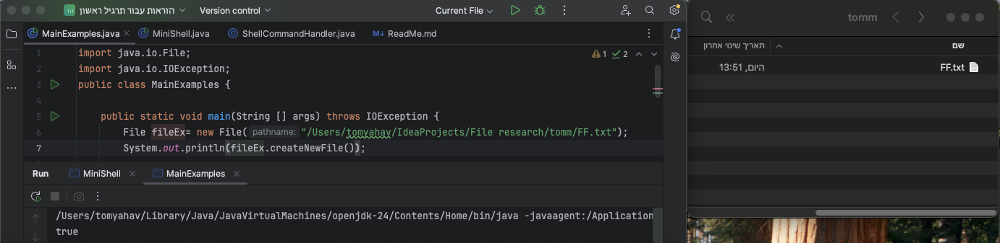 הוראות עבור תרגיל ראשון
Version control
Current File
MainExamples.java
MiniShell.java
ShellCommandHandler.java
ReadMe.md
1 import java.io.File;
2 import java.io.IOException;
3 public class MainExamples {
4
5 public static void main(String [] args) throws IOException {
6 File fileEx= new File( pathname: "/Users/tomyahav/IdeaProjects/File research/tomm/FF.txt");
7 System.out.println(fileEx.createNewFile());
1 2
Run
MiniShell
MainExamples
/Users/tomyahav/Library/Java/JavaVirtualMachines/openjdk-24/Contents/Home/bin/java -javaagent:/Application
true
tomm
שם
תאריך שינוי אחרון
FF.txt
היום, 13:51